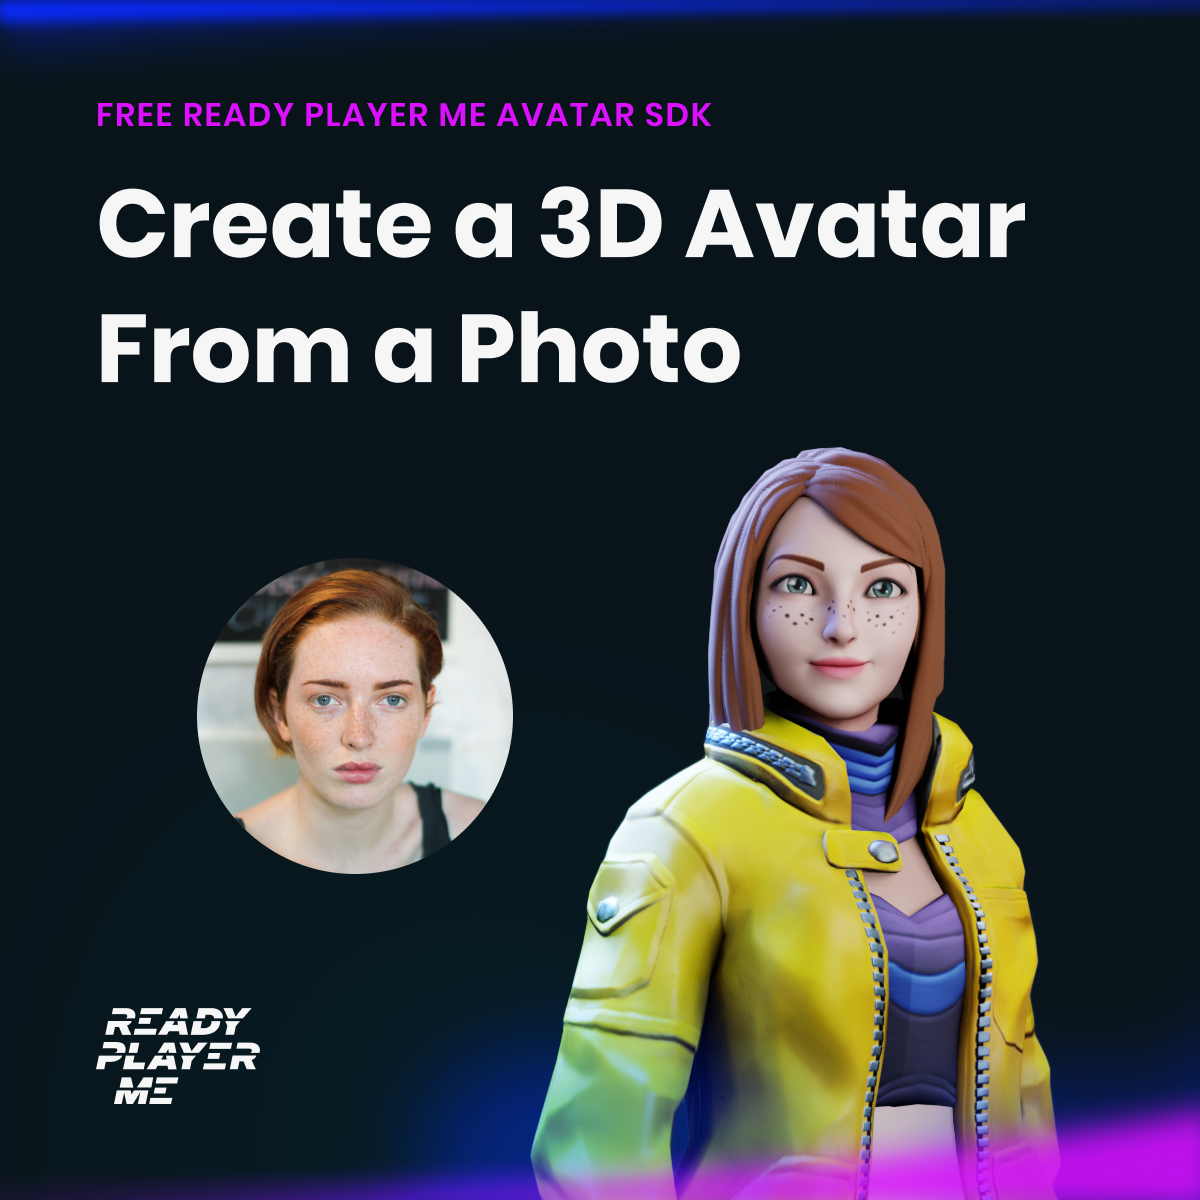 FREE READY PLAYER ME AVATAR SDK
Create a 3D Avatar
From a Photo
READY
PLAYER
ME